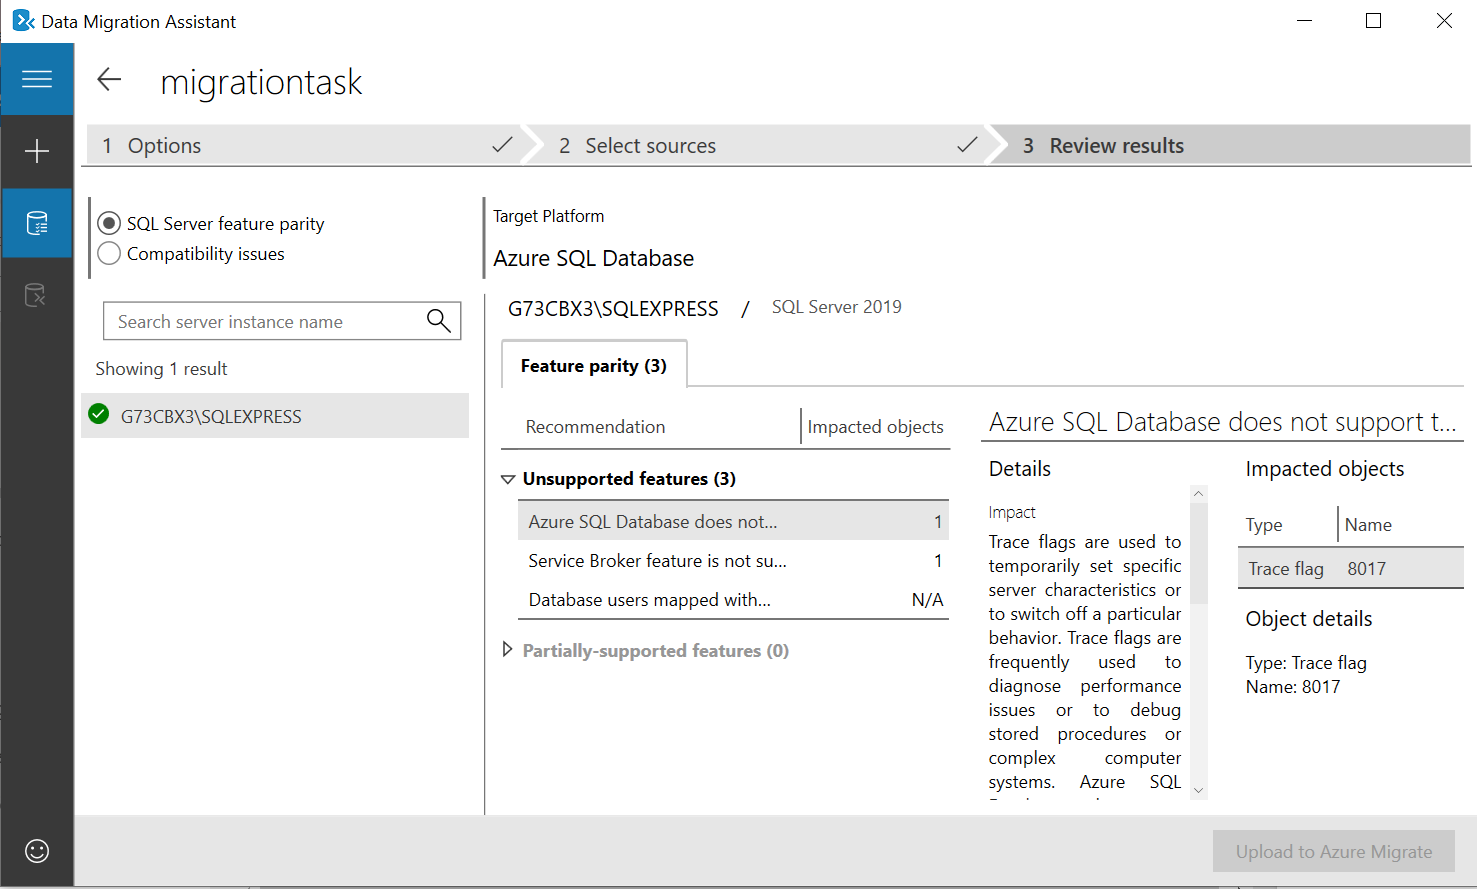 Data Migration Assistant
migrationtask
1 Options
2 Select sources
3 Review results
SQL Server feature parity
Compatibility issues
Search server instance name
Showing 1 result
G73CBX3\SQLEXPRESS
Target Platform
Azure SQL Database
G73CBX3\SQLEXPRESS / SQL Server 2019
Feature parity (3)
Recommendation Impacted objects
Unsupported features (3)
Azure SQL Database does not... 1
Service Broker feature is not su... 1
Database users mapped with... N/A
Partially-supported features (0)
Azure SQL Database does not support t...
Details
Impact
Trace flags are used to
temporarily set specific
server characteristics or
to switch off a particular
behavior. Trace flags are
frequently used to
diagnose performance
issues or to debug
stored procedures or
complex computer
systems. Azure SQL
Impacted objects
Type Name
Trace flag 8017
Object details
Type: Trace flag
Name: 8017
Upload to Azure Migrate